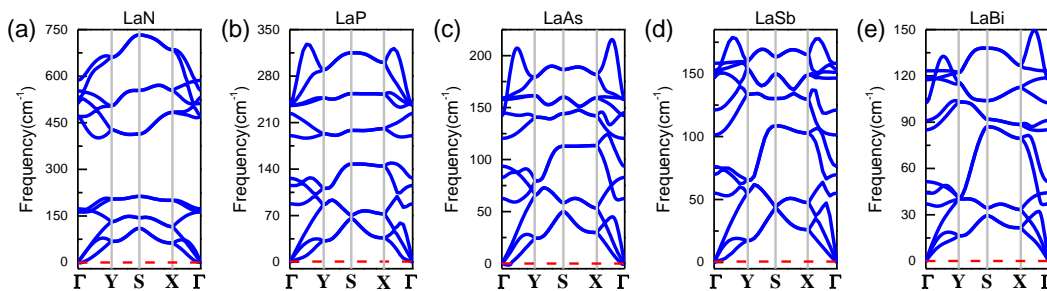 (a) LaN
Frequency(cm⁻¹)
750
600
450
300
150
0
Γ Y S X Γ
(b) LaP
Frequency(cm⁻¹)
350
280
210
140
70
0
Γ Y S X Γ
(c) LaAs
Frequency(cm⁻¹)
200
150
100
50
0
Γ Y S X Γ
(d) LaSb
Frequency(cm⁻¹)
150
100
50
0
Γ Y S X Γ
(e) LaBi
Frequency(cm⁻¹)
150
120
90
60
30
0
Γ Y S X Γ